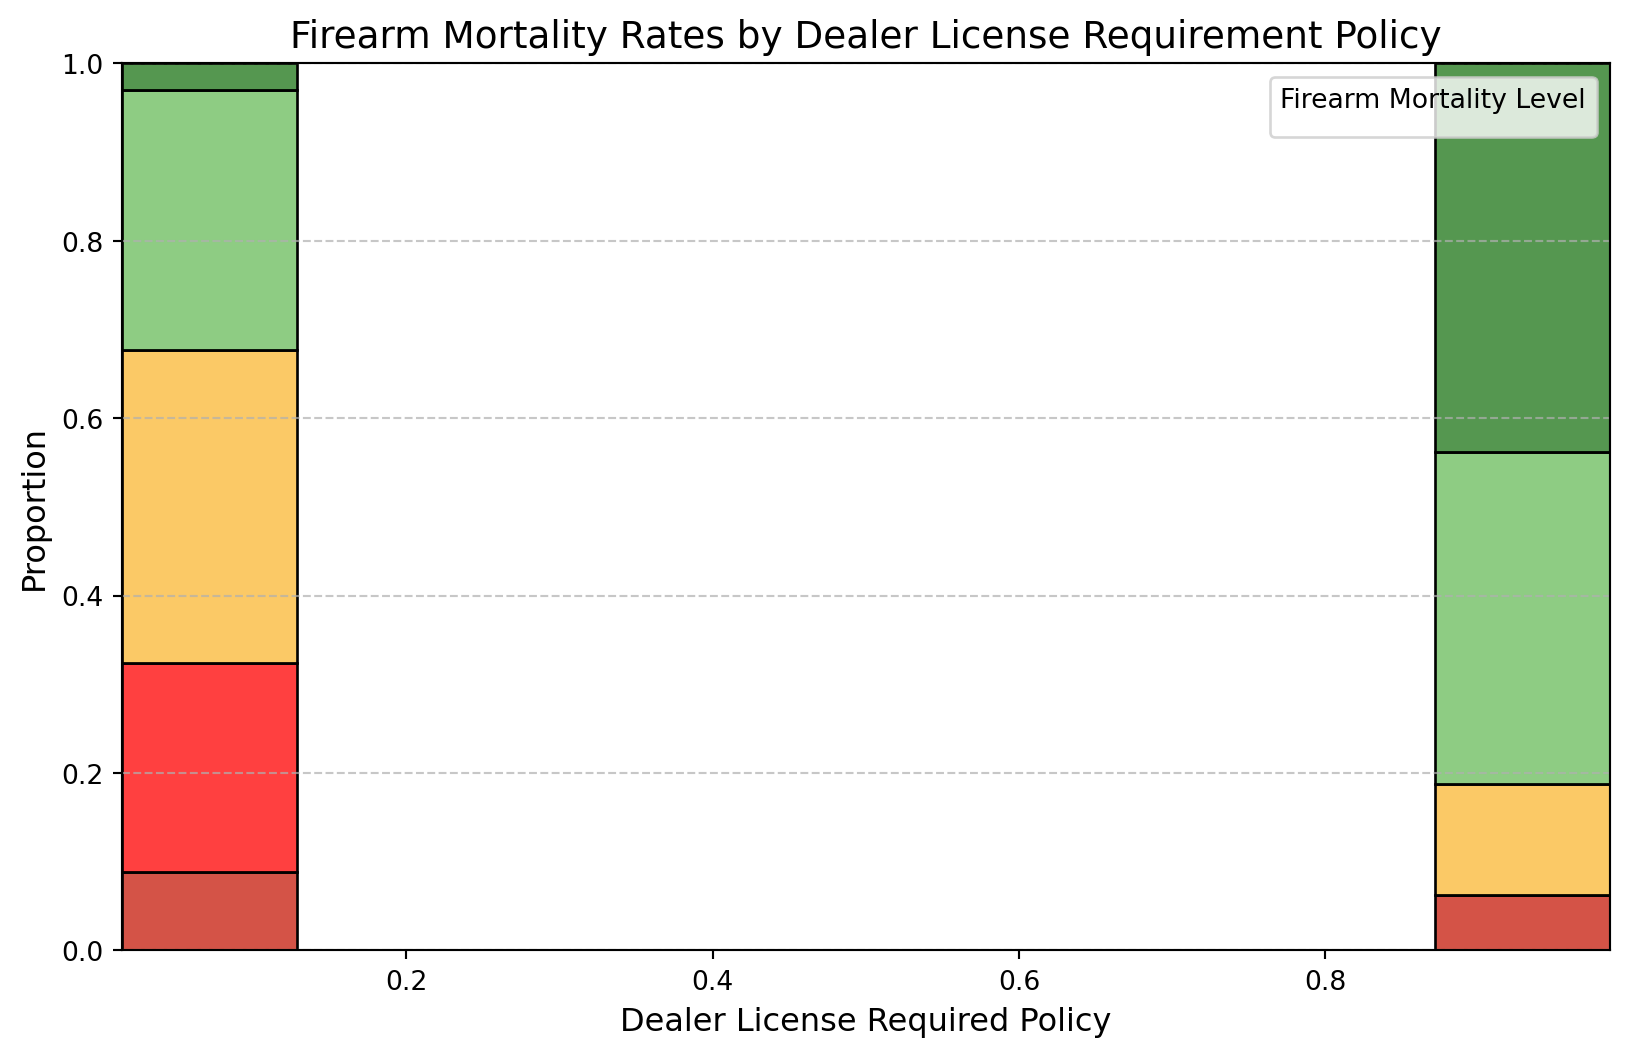 Firearm Mortality Rates by Dealer License Requirement Policy
Firearm Mortality Level
Proportion
1.0
0.8
0.6
0.4
0.2
0.0
0.2 0.4 0.6 0.8
Dealer License Required Policy